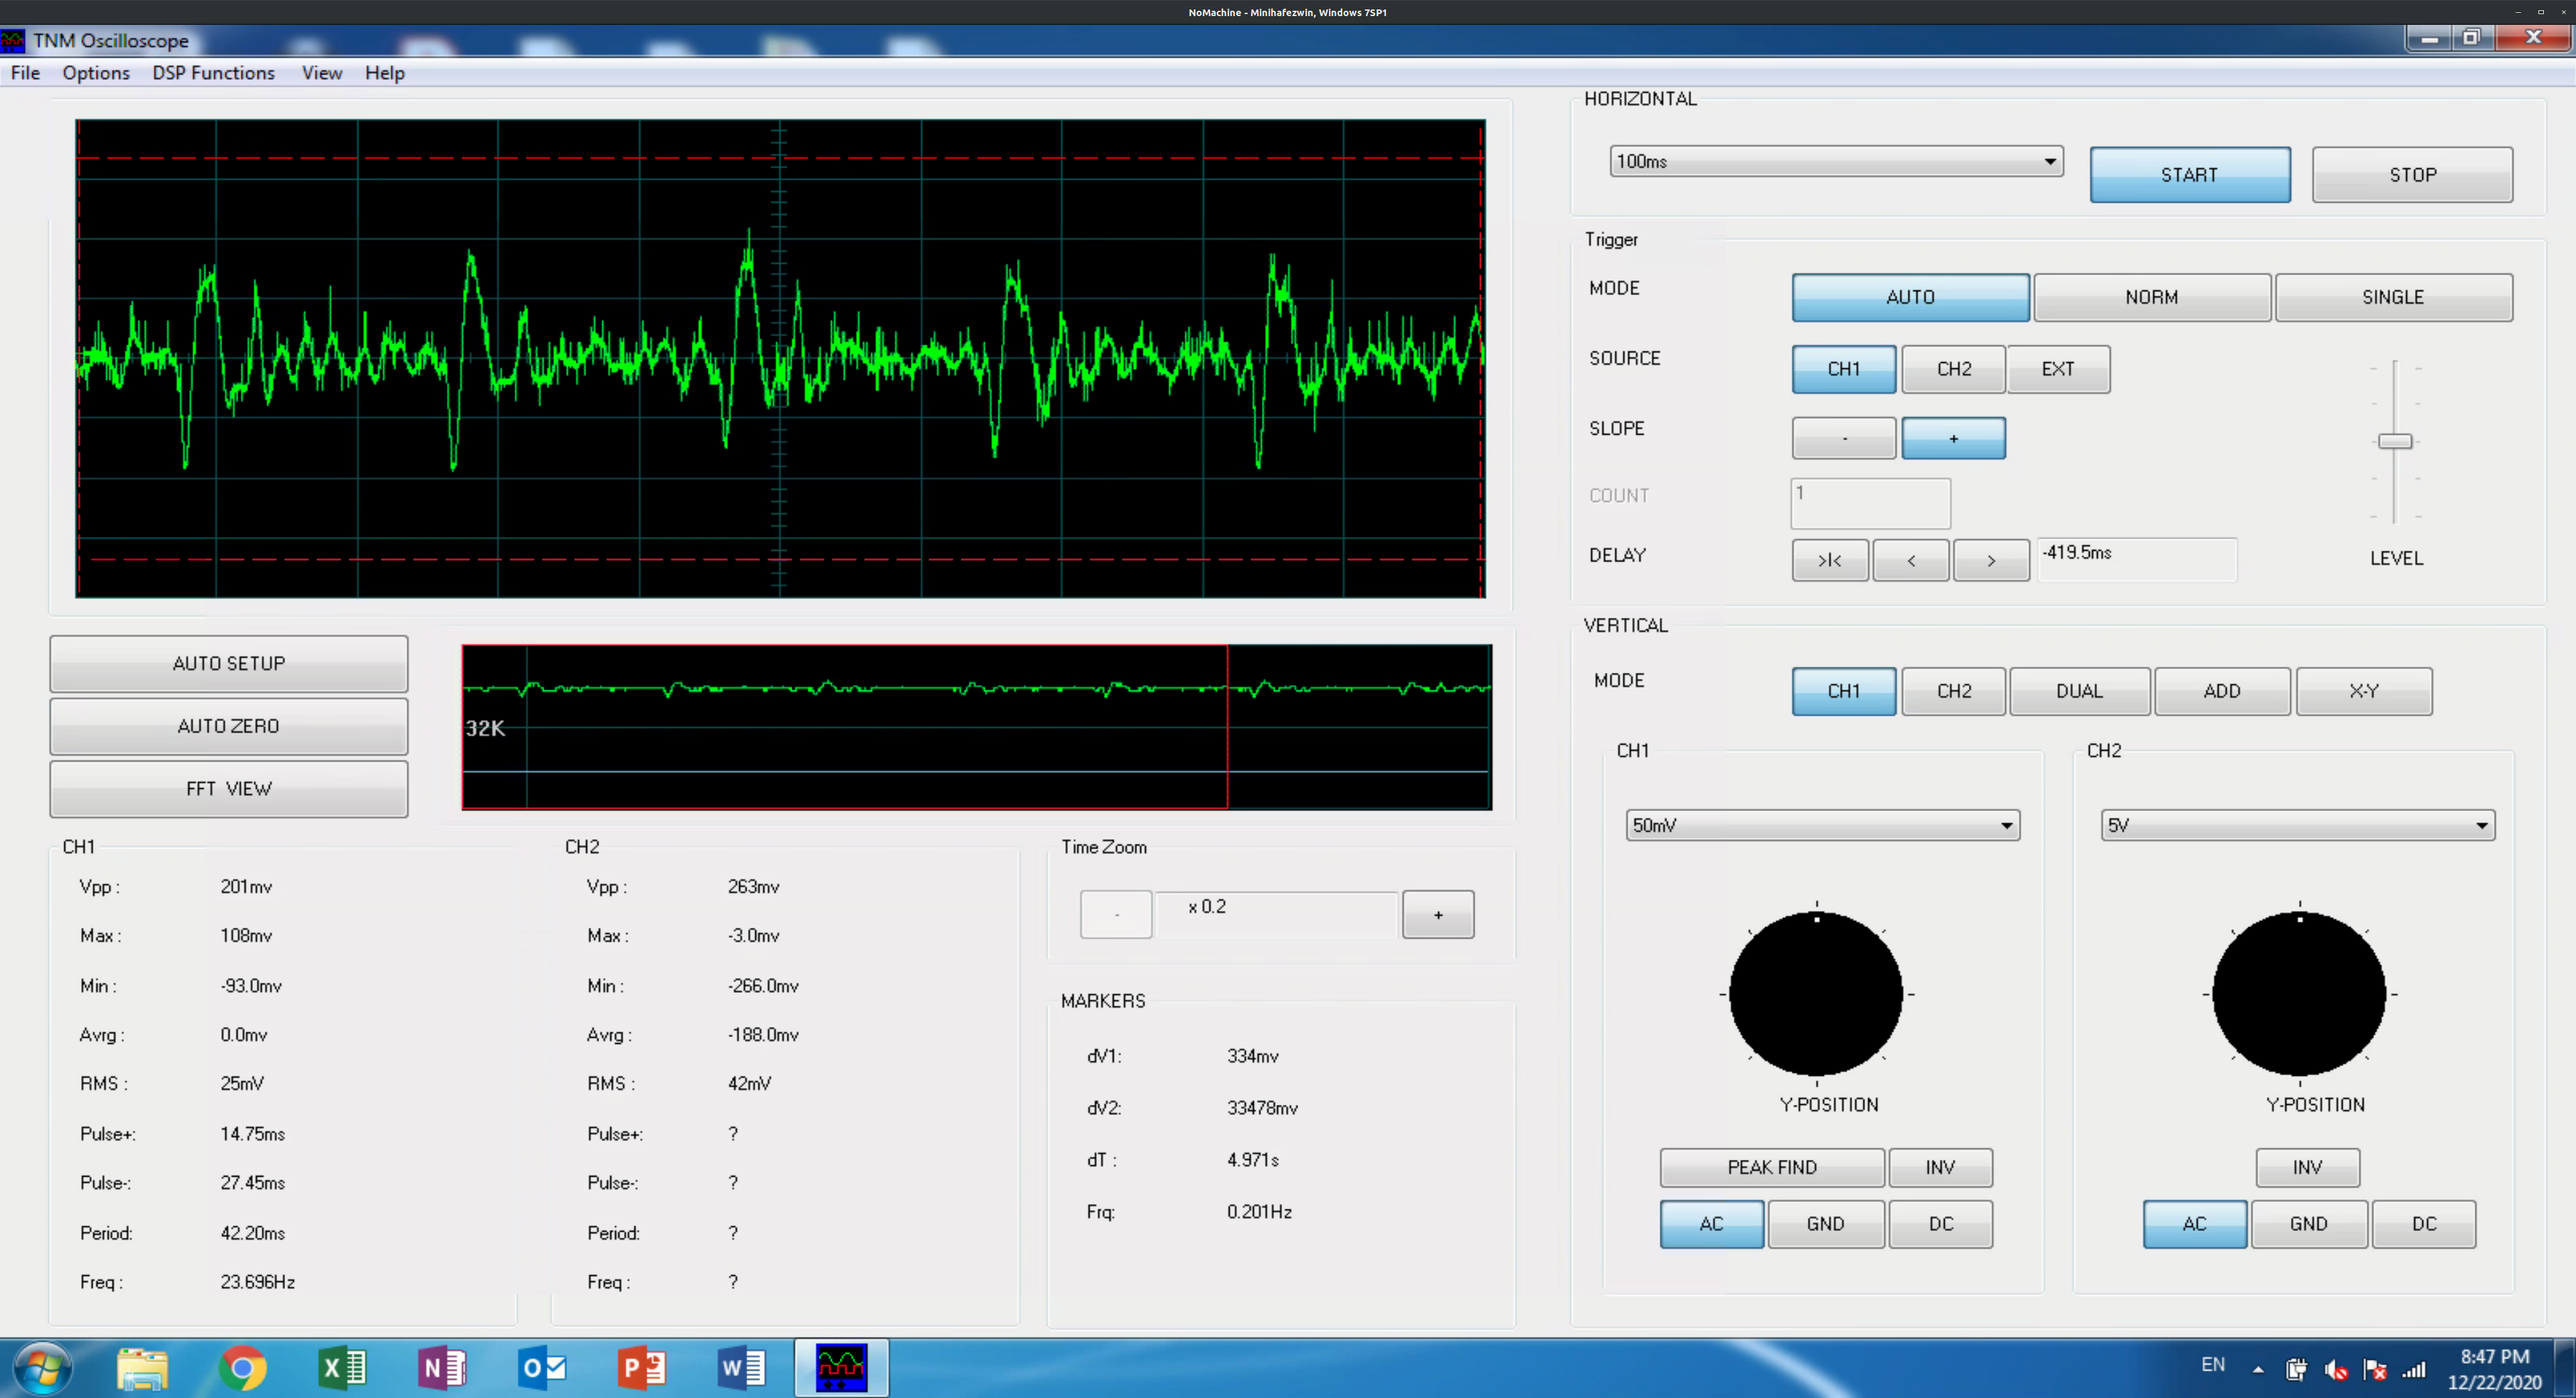 NoMachine - Minihafezwin, Windows 7SP1
TNM Oscilloscope
File Options DSP Functions View Help
HORIZONTAL
100ms
START STOP
Trigger
MODE AUTO NORM SINGLE
SOURCE CH1 CH2 EXT
SLOPE - +
COUNT 1
DELAY >|< < > -419.5ms
LEVEL
VERTICAL
MODE CH1 CH2 DUAL ADD X-Y
CH1
50mV
Y-POSITION
PEAK FIND INV
AC GND DC
CH2
5V
Y-POSITION
INV
AC GND DC
AUTO SETUP
AUTO ZERO
FFT VIEW
32K
CH1
Vpp : 201mv
Max : 108mv
Min : -93.0mv
Avrg : 0.0mv
RMS : 25mV
Pulse+: 14.75ms
Pulse-: 27.45ms
Period: 42.20ms
Freq : 23.696Hz
CH2
Vpp : 263mv
Max : -3.0mv
Min : -266.0mv
Avrg : -188.0mv
RMS : 42mV
Pulse+: ?
Pulse-: ?
Period: ?
Freq : ?
Time Zoom
- x 0.2 +
MARKERS
dV1: 334mv
dV2: 33478mv
dT : 4.971s
Frq: 0.201Hz
EN
8:47 PM
12/22/2020